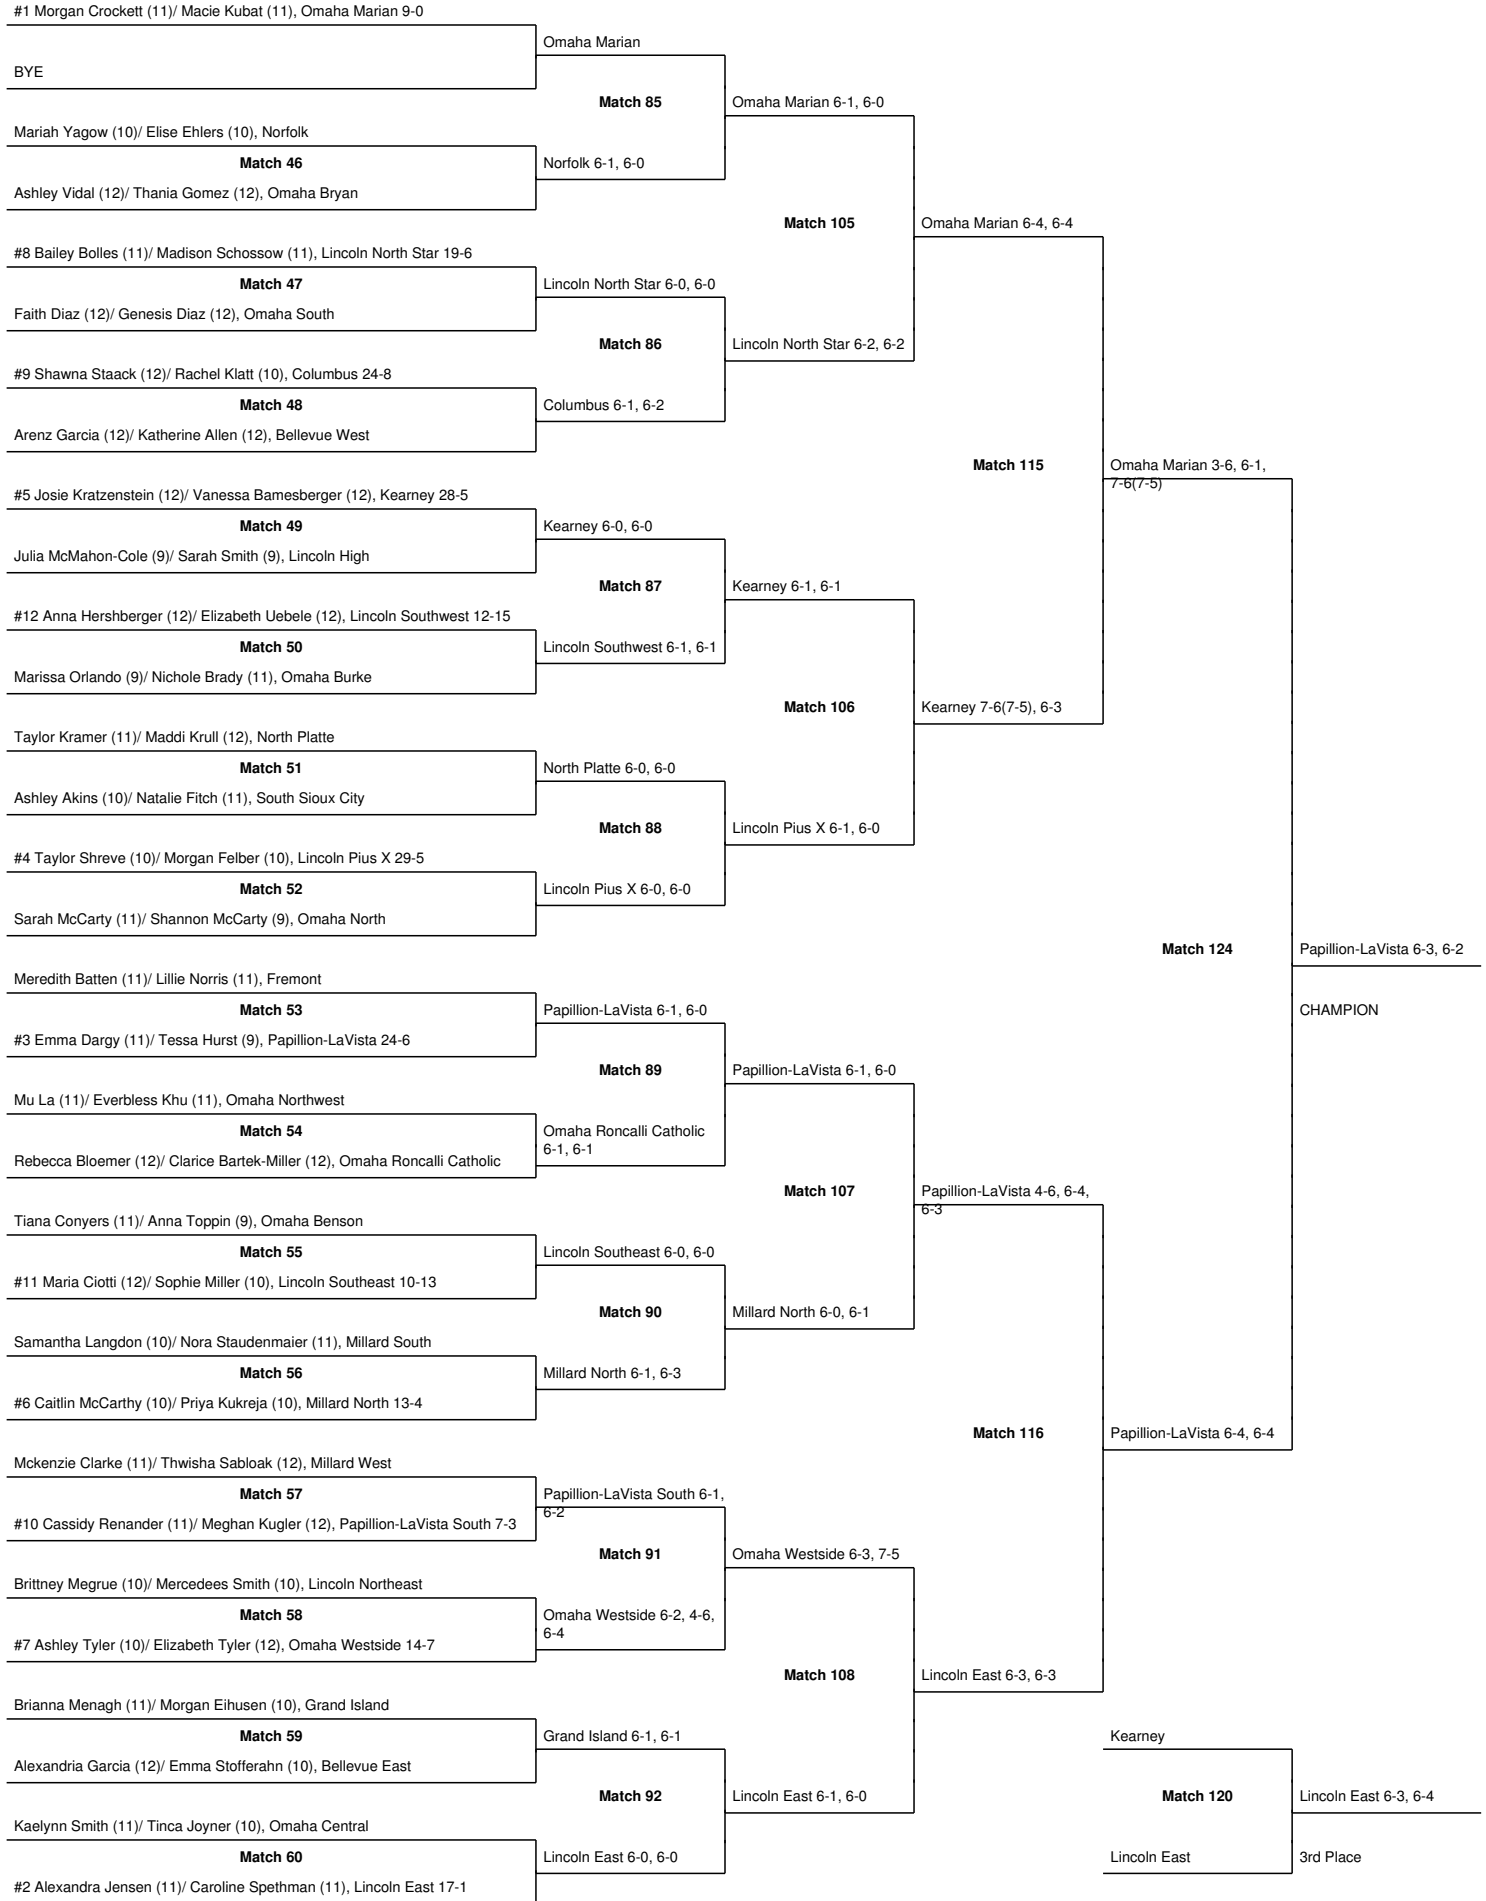 #1 Morgan Crockett (11)/ Macie Kubat (11), Omaha Marian 9-0
Omaha Marian
BYE
Match 85
Omaha Marian 6-1, 6-0
Mariah Yagow (10)/ Elise Ehlers (10), Norfolk
Match 46
Norfolk 6-1, 6-0
Ashley Vidal (12)/ Thania Gomez (12), Omaha Bryan
Match 105
Omaha Marian 6-4, 6-4
#8 Bailey Bolles (11)/ Madison Schossow (11), Lincoln North Star 19-6
Match 47
Lincoln North Star 6-0, 6-0
Faith Diaz (12)/ Genesis Diaz (12), Omaha South
Match 86
Lincoln North Star 6-2, 6-2
#9 Shawna Staack (12)/ Rachel Klatt (10), Columbus 24-8
Match 48
Columbus 6-1, 6-2
Arenz Garcia (12)/ Katherine Allen (12), Bellevue West
Match 115
Omaha Marian 3-6, 6-1,
7-6(7-5)
#5 Josie Kratzenstein (12)/ Vanessa Bamesberger (12), Kearney 28-5
Match 49
Kearney 6-0, 6-0
Julia McMahon-Cole (9)/ Sarah Smith (9), Lincoln High
Match 87
Kearney 6-1, 6-1
#12 Anna Hershberger (12)/ Elizabeth Uebele (12), Lincoln Southwest 12-15
Match 50
Lincoln Southwest 6-1, 6-1
Marissa Orlando (9)/ Nichole Brady (11), Omaha Burke
Match 106
Kearney 7-6(7-5), 6-3
Taylor Kramer (11)/ Maddi Krull (12), North Platte
Match 51
North Platte 6-0, 6-0
Ashley Akins (10)/ Natalie Fitch (11), South Sioux City
Match 88
Lincoln Pius X 6-1, 6-0
#4 Taylor Shreve (10)/ Morgan Felber (10), Lincoln Pius X 29-5
Match 52
Lincoln Pius X 6-0, 6-0
Sarah McCarty (11)/ Shannon McCarty (9), Omaha North
Match 124
Papillion-LaVista 6-3, 6-2
Meredith Batten (11)/ Lillie Norris (11), Fremont
Match 53
Papillion-LaVista 6-1, 6-0
CHAMPION
#3 Emma Dargy (11)/ Tessa Hurst (9), Papillion-LaVista 24-6
Match 89
Papillion-LaVista 6-1, 6-0
Mu La (11)/ Everbless Khu (11), Omaha Northwest
Match 54
Omaha Roncalli Catholic
6-1, 6-1
Rebecca Bloemer (12)/ Clarice Bartek-Miller (12), Omaha Roncalli Catholic
Match 107
Papillion-LaVista 4-6, 6-4,
6-3
Tiana Conyers (11)/ Anna Toppin (9), Omaha Benson
Match 55
Lincoln Southeast 6-0, 6-0
#11 Maria Ciotti (12)/ Sophie Miller (10), Lincoln Southeast 10-13
Match 90
Millard North 6-0, 6-1
Samantha Langdon (10)/ Nora Staudenmaier (11), Millard South
Match 56
Millard North 6-1, 6-3
#6 Caitlin McCarthy (10)/ Priya Kukreja (10), Millard North 13-4
Match 116
Papillion-LaVista 6-4, 6-4
Mckenzie Clarke (11)/ Thwisha Sabloak (12), Millard West
Match 57
Papillion-LaVista South 6-1,
6-2
#10 Cassidy Renander (11)/ Meghan Kugler (12), Papillion-LaVista South 7-3
Match 91
Omaha Westside 6-3, 7-5
Brittney Megrue (10)/ Mercedees Smith (10), Lincoln Northeast
Match 58
Omaha Westside 6-2, 4-6,
6-4
#7 Ashley Tyler (10)/ Elizabeth Tyler (12), Omaha Westside 14-7
Match 108
Lincoln East 6-3, 6-3
Brianna Menagh (11)/ Morgan Eihusen (10), Grand Island
Match 59
Grand Island 6-1, 6-1
Kearney
Alexandria Garcia (12)/ Emma Stofferahn (10), Bellevue East
Match 92
Lincoln East 6-1, 6-0
Match 120
Lincoln East 6-3, 6-4
Kaelynn Smith (11)/ Tinca Joyner (10), Omaha Central
Match 60
Lincoln East 6-0, 6-0
Lincoln East
3rd Place
#2 Alexandra Jensen (11)/ Caroline Spethman (11), Lincoln East 17-1